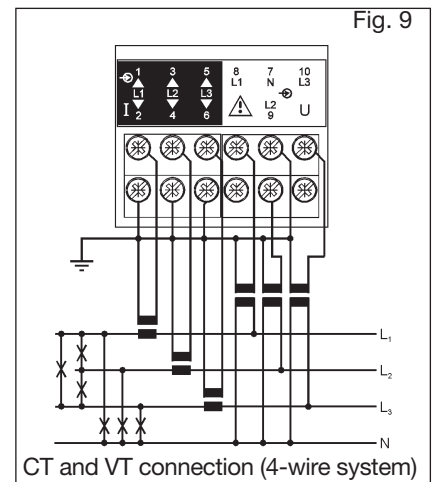 Fig. 9
1 3 5 8 7 10
L1 N L3
L1 L2 L3
L2
I 2 4 6 9 U
L1
L2
L3
N
CT and VT connection (4-wire system)